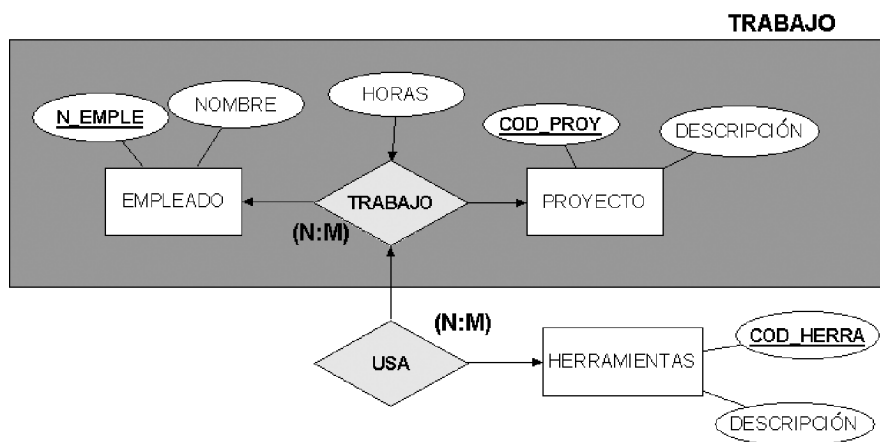 TRABAJO
HORAS
NOMBRE
N_EMPLE
COD_PROY
DESCRIPCIÓN
EMPLEADO
TRABAJO
PROYECTO
(N:M)
(N:M)
COD_HERRA
USA
HERRAMIENTAS
DESCRIPCIÓN